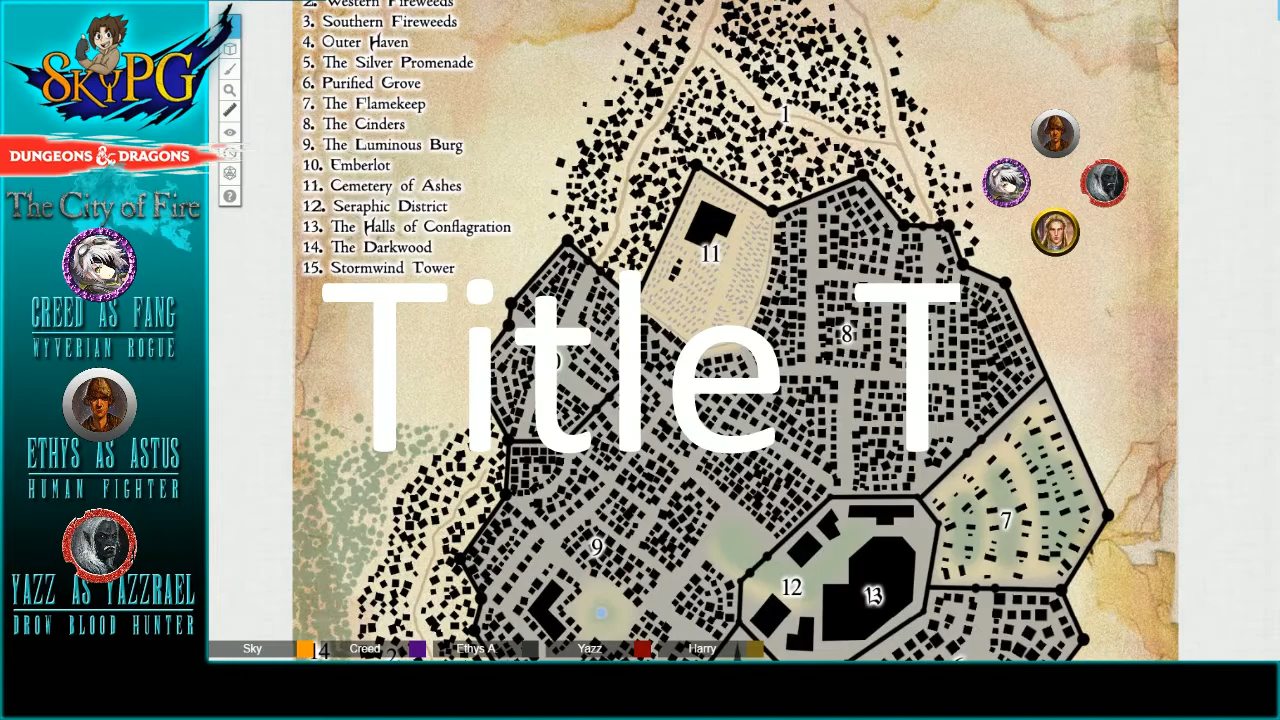 SKYPG
DUNGEONS & DRAGONS
The City of Fire
CREED AS FANG
WYVERIAN ROGUE
ETHYS AS ASTUS
HUMAN FIGHTER
YAZZ AS YAZZRAEL
DROW BLOOD HUNTER
2. Western Fireweeds
3. Southern Fireweeds
4. Outer Haven
5. The Silver Promenade
6. Purified Grove
7. The Flamekeep
8. The Cinders
9. The Luminous Burg
10. Emberlot
11. Cemetery of Ashes
12. Seraphic District
13. The Halls of Conflagration
14. The Darkwood
15. Stormwind Tower
1
11
8
Title T
7
9
12
13
14
Sky
Creed
Ethys A.
Yazz
Harry